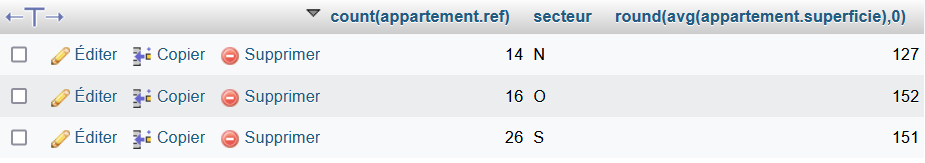 count(appartement.ref) secteur round(avg(appartement.superficie),0)
Éditer Copier Supprimer 14 N 127
Éditer Copier Supprimer 16 O 152
Éditer Copier Supprimer 26 S 151